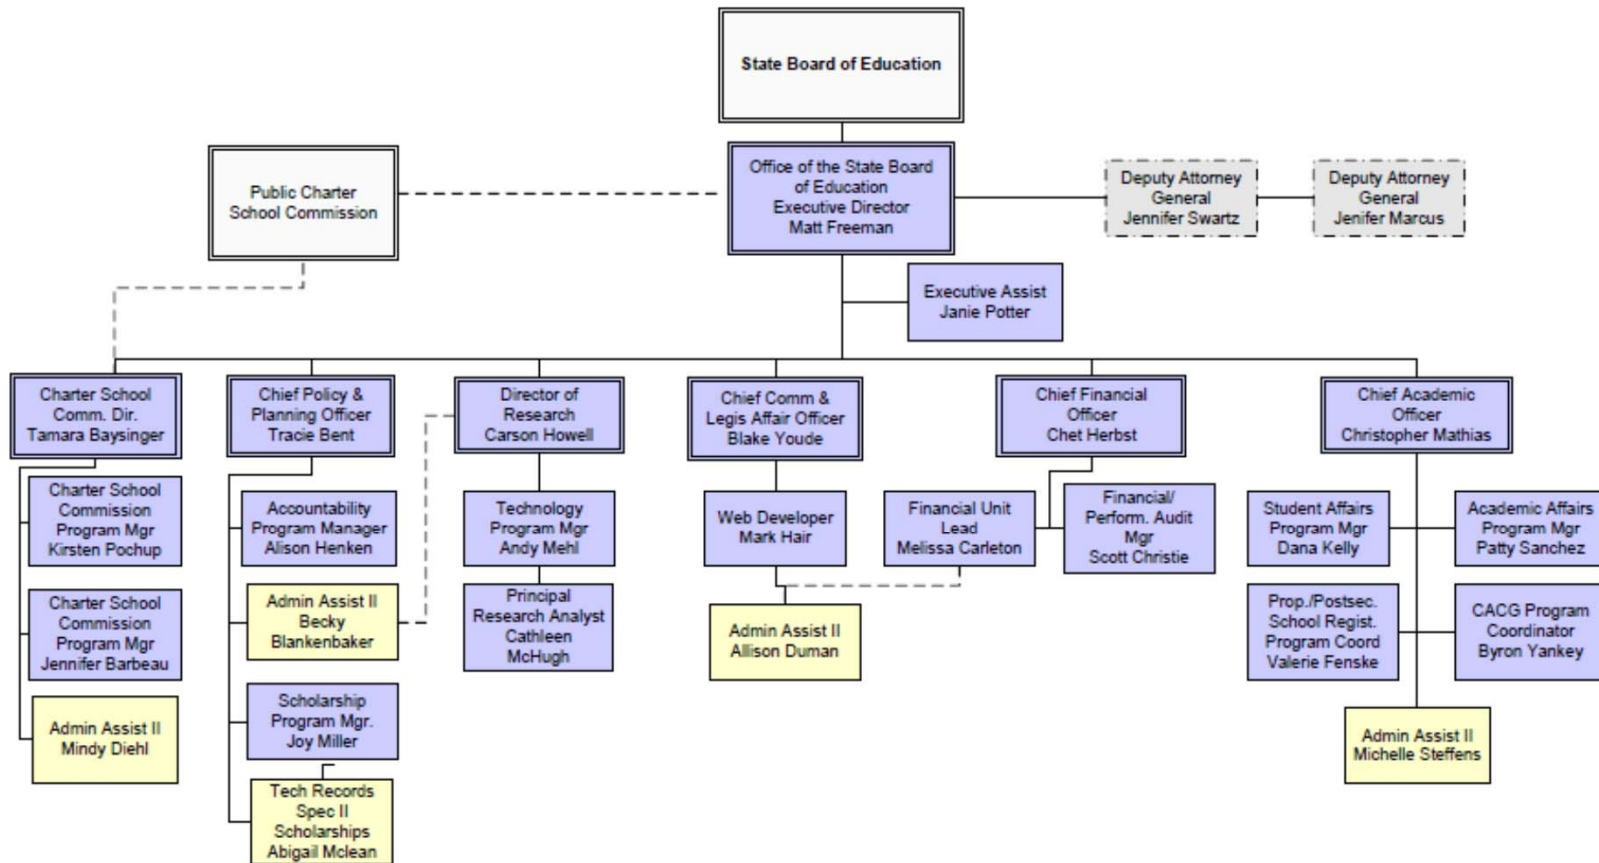 State Board of Education
Public Charter
School Commission
Office of the State Board
of Education
Executive Director
Matt Freeman
Deputy Attorney
General
Jennifer Swartz
Deputy Attorney
General
Jenifer Marcus
Executive Assist
Janie Potter
Charter School
Comm. Dir.
Tamara Baysinger
Chief Policy &
Planning Officer
Tracie Bent
Director of
Research
Carson Howell
Chief Comm &
Legis Affair Officer
Blake Youde
Chief Financial
Officer
Chet Herbst
Chief Academic
Officer
Christopher Mathias
Charter School
Commission
Program Mgr
Kirsten Pochup
Accountability
Program Manager
Alison Henken
Technology
Program Mgr
Andy Mehl
Web Developer
Mark Hair
Financial Unit
Lead
Melissa Carleton
Financial/
Perform. Audit
Mgr
Scott Christie
Student Affairs
Program Mgr
Dana Kelly
Academic Affairs
Program Mgr
Patty Sanchez
Charter School
Commission
Program Mgr
Jennifer Barbeau
Admin Assist II
Becky
Blankenbaker
Principal
Research Analyst
Cathleen
McHugh
Admin Assist II
Allison Duman
Prop./Postsec.
School Regist.
Program Coord
Valerie Fenske
CACG Program
Coordinator
Byron Yankey
Admin Assist II
Mindy Diehl
Scholarship
Program Mgr.
Joy Miller
Admin Assist II
Michelle Steffens
Tech Records
Spec II
Scholarships
Abigail Mclean